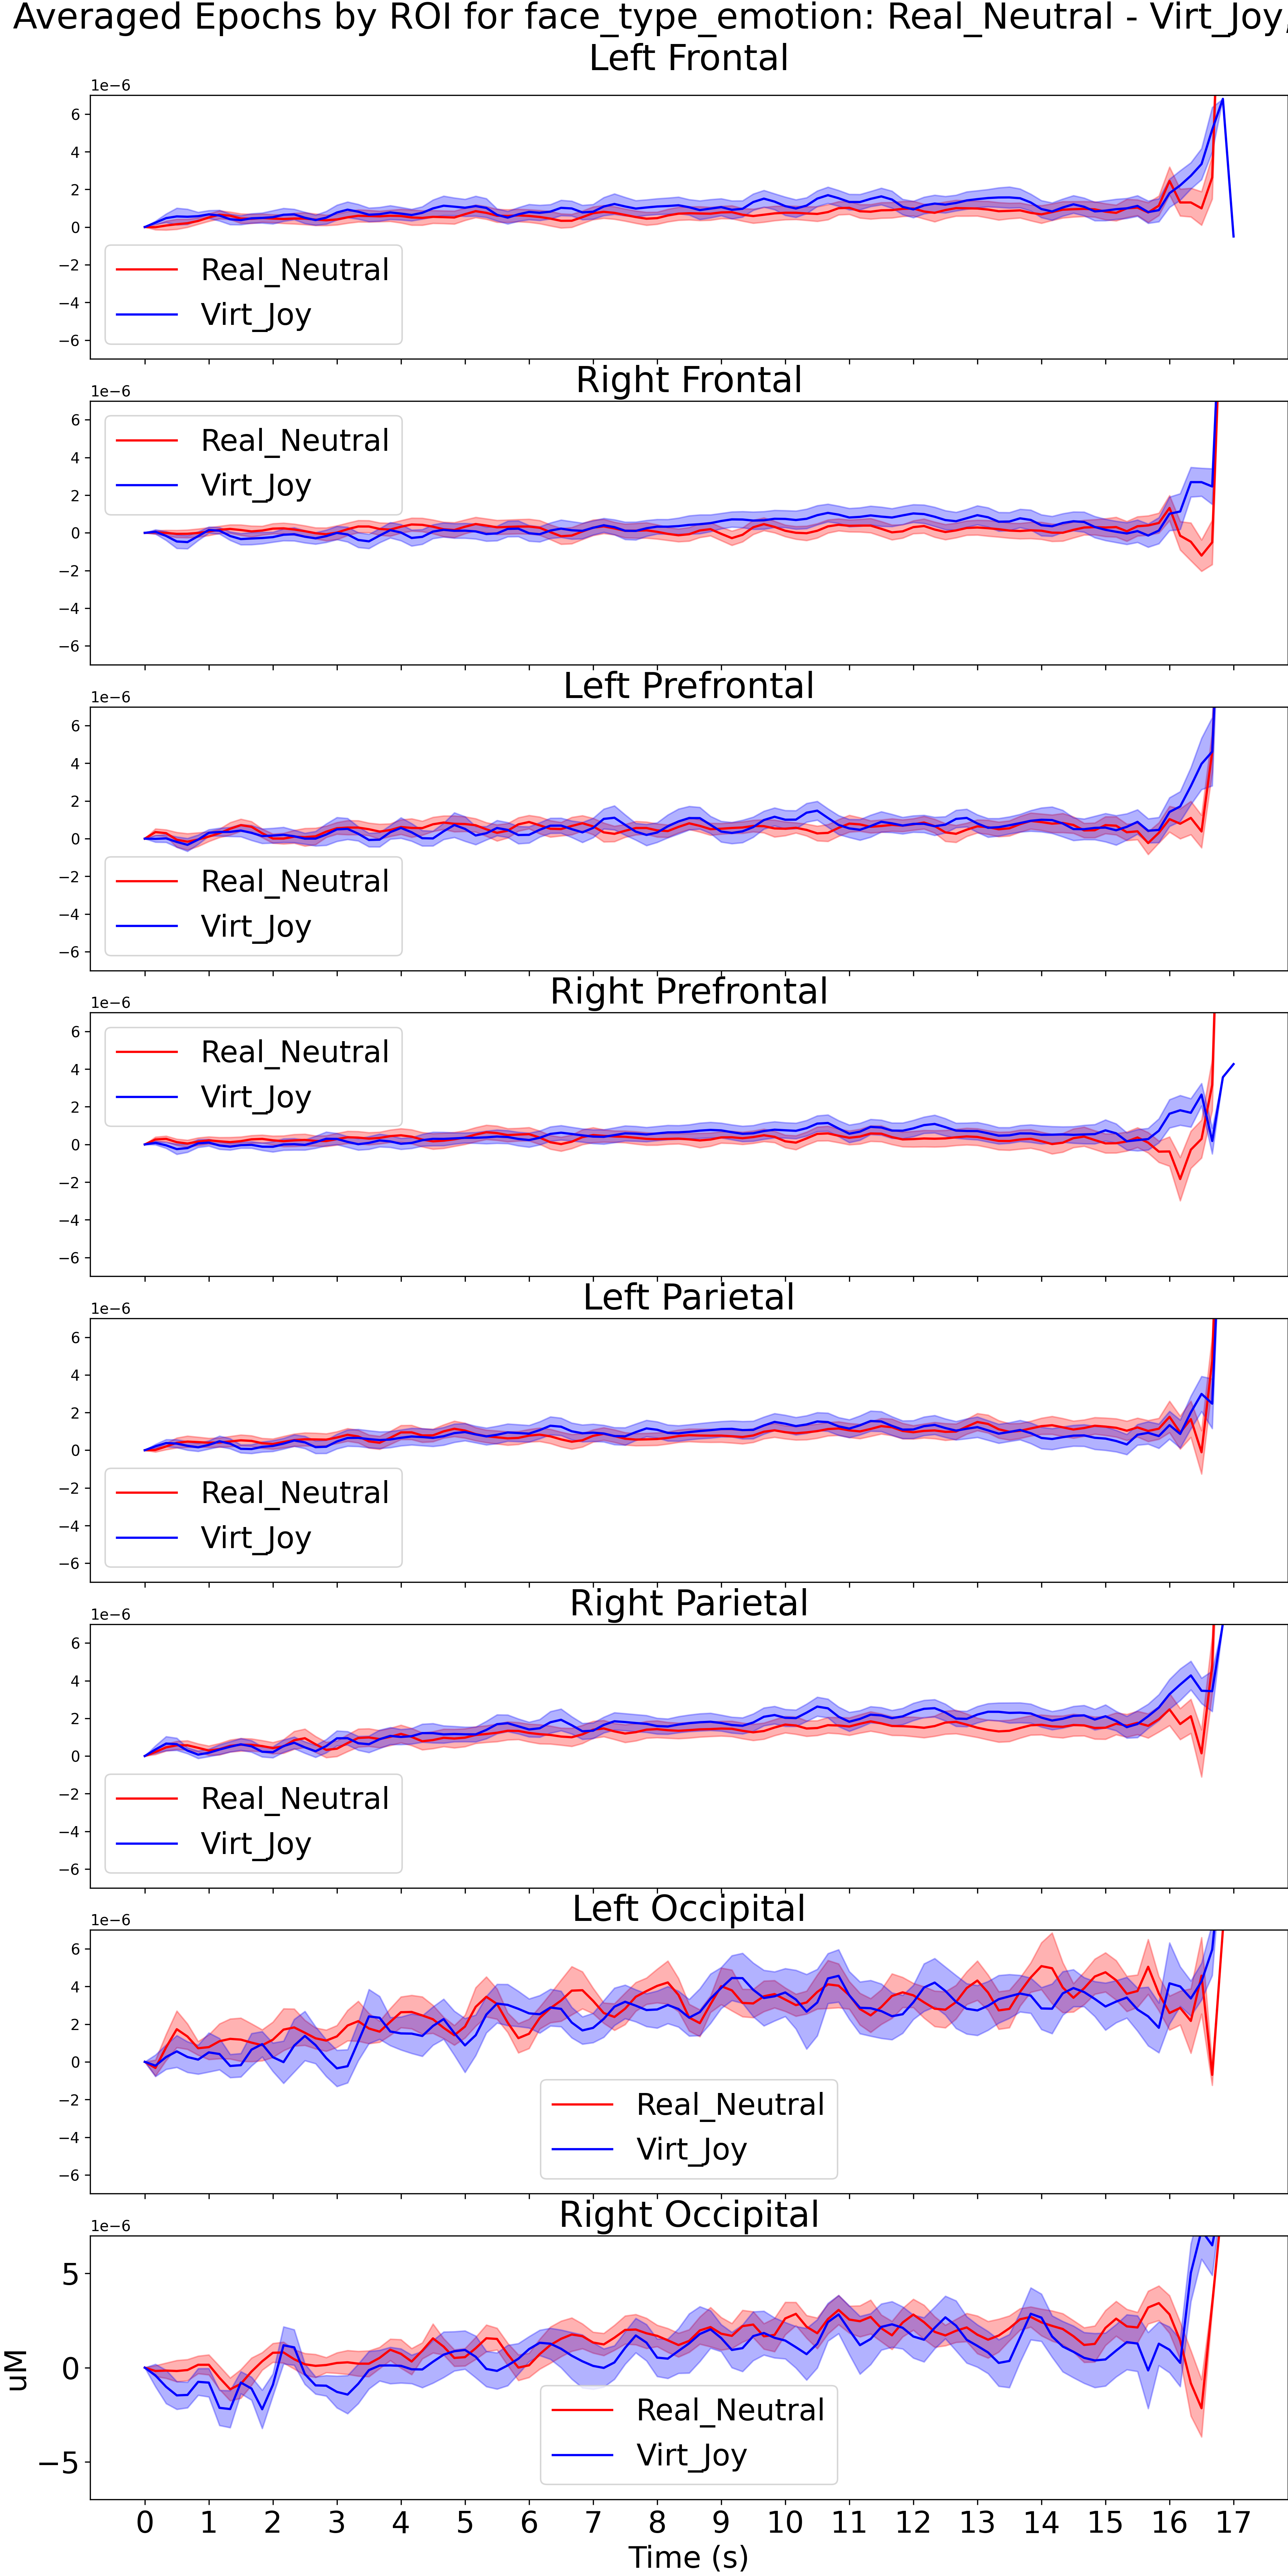 Averaged Epochs by ROI for face_type_emotion: Real_Neutral - Virt_Joy,
Left Frontal
1e−6
6
4
2
0
−2
−4
−6
Real_Neutral
Virt_Joy
Right Frontal
1e−6
6
4
2
0
−2
−4
−6
Real_Neutral
Virt_Joy
Left Prefrontal
1e−6
6
4
2
0
−2
−4
−6
Real_Neutral
Virt_Joy
Right Prefrontal
1e−6
6
4
2
0
−2
−4
−6
Real_Neutral
Virt_Joy
Left Parietal
1e−6
6
4
2
0
−2
−4
−6
Real_Neutral
Virt_Joy
Right Parietal
1e−6
6
4
2
0
−2
−4
−6
Real_Neutral
Virt_Joy
Left Occipital
1e−6
6
4
2
0
−2
−4
−6
Real_Neutral
Virt_Joy
Right Occipital
1e−6
5
0
−5
uM
Real_Neutral
Virt_Joy
0 1 2 3 4 5 6 7 8 9 10 11 12 13 14 15 16 17
Time (s)